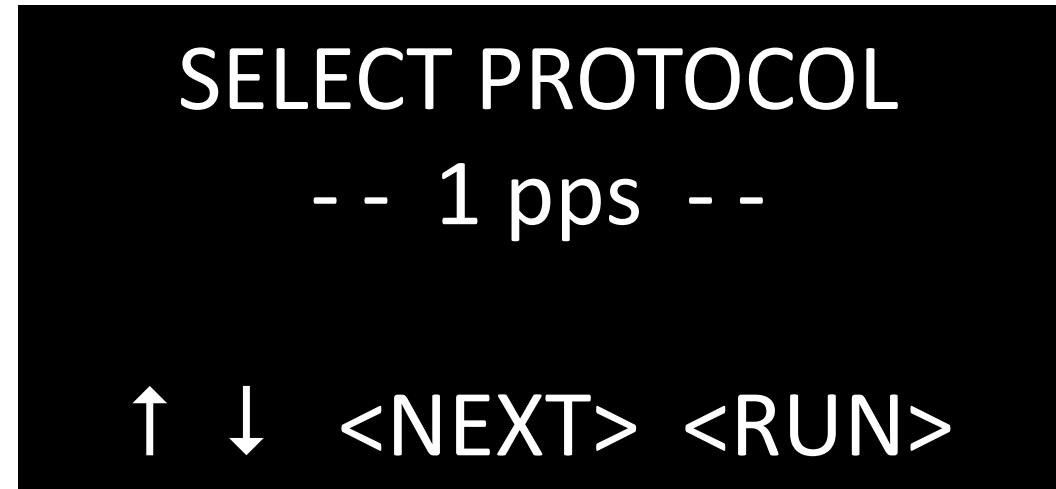 SELECT PROTOCOL
- - 1 pps - -
↑ ↓ <NEXT> <RUN>